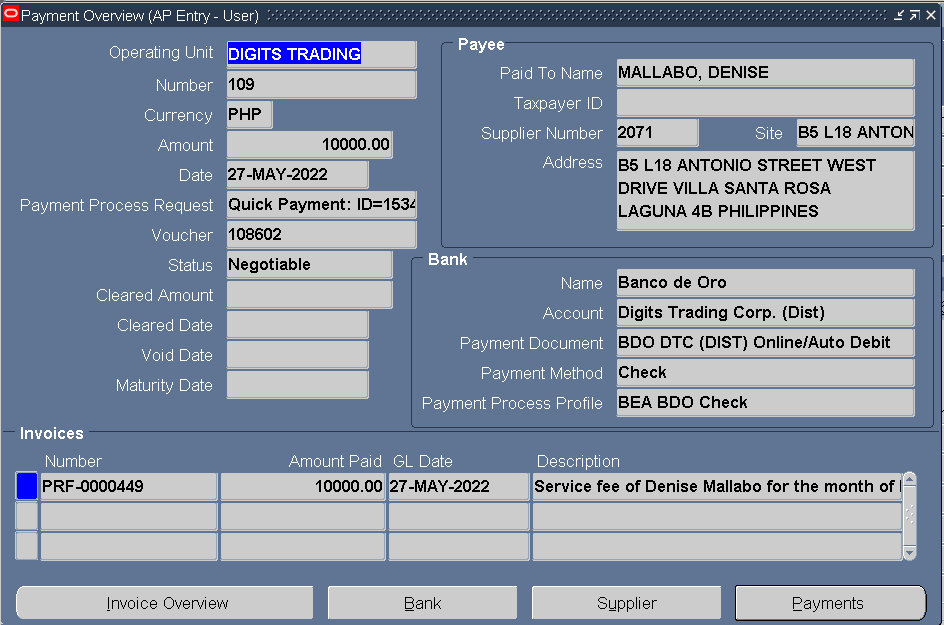 Payment Overview (AP Entry - User)
Operating Unit DIGITS TRADING
Number 109
Currency PHP
Amount 10000.00
Date 27-MAY-2022
Payment Process Request Quick Payment: ID=1534
Voucher 108602
Status Negotiable
Cleared Amount
Cleared Date
Void Date
Maturity Date
Payee
Paid To Name MALLABO, DENISE
Taxpayer ID
Supplier Number 2071 Site B5 L18 ANTON
Address B5 L18 ANTONIO STREET WEST
DRIVE VILLA SANTA ROSA
LAGUNA 4B PHILIPPINES
Bank
Name Banco de Oro
Account Digits Trading Corp. (Dist)
Payment Document BDO DTC (DIST) Online/Auto Debit
Payment Method Check
Payment Process Profile BEA BDO Check
Invoices
Number Amount Paid GL Date Description
PRF-0000449 10000.00 27-MAY-2022 Service fee of Denise Mallabo for the month of
Invoice Overview Bank Supplier Payments